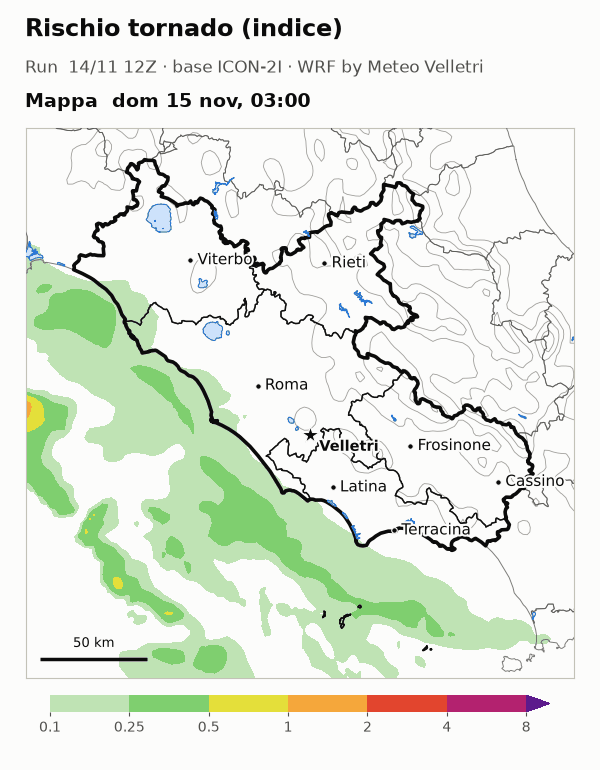 Rischio tornado (indice)
Run  14/11 12Z · base ICON-2I · WRF by Meteo Velletri
Mappa  dom 15 nov, 03:00
Viterbo
Rieti
Roma
Velletri
Frosinone
Cassino
Latina
Terracina
50 km
0.1 0.25 0.5 1 2 4 8